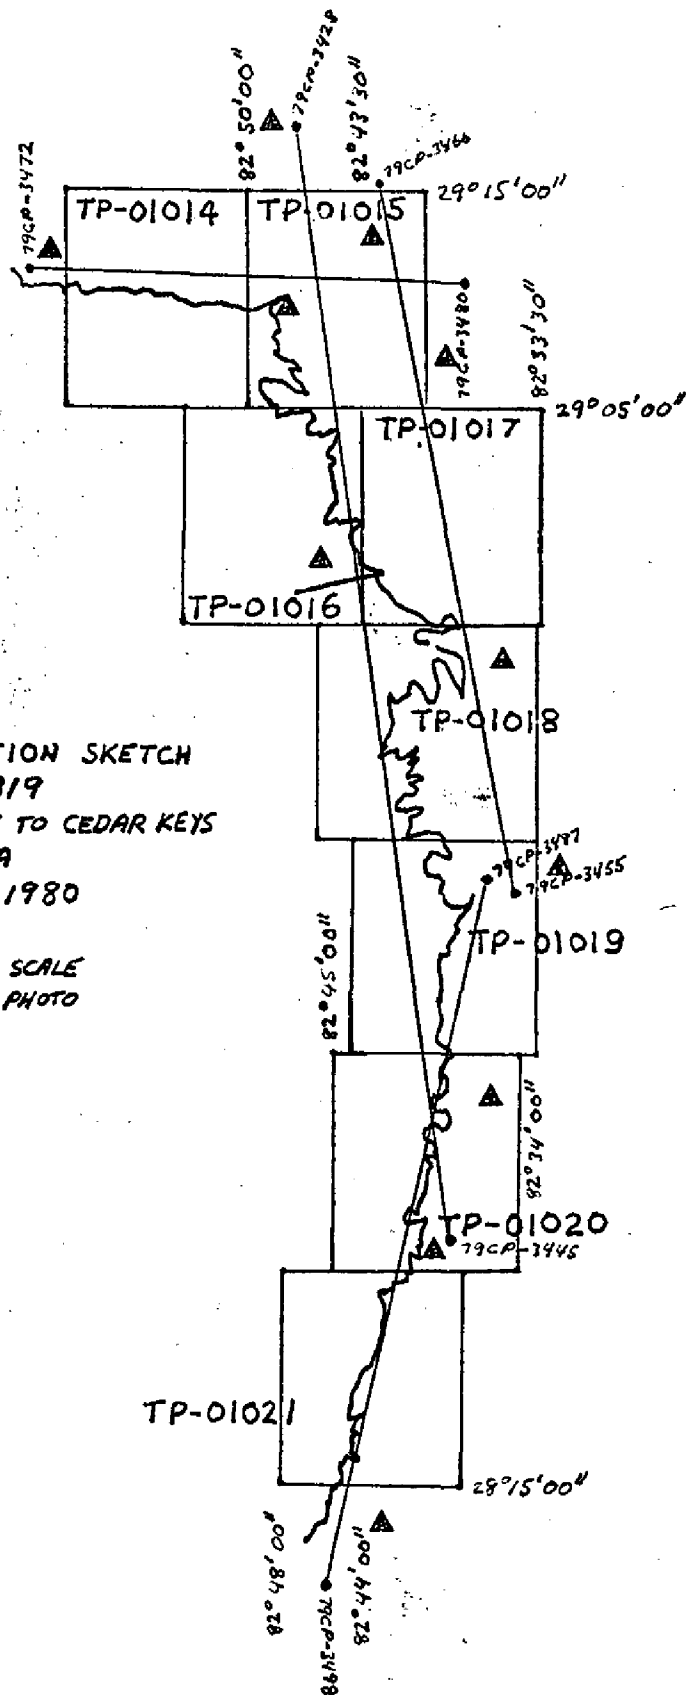 79CP-3428
82°50'00"
82°43'30"
79CP-3466
79CP-3472
29°15'00"
TP-01014
TP-01015
79CP-3480
82°33'30"
29°05'00"
TP-01017
TP-01016
TP-01018
TION SKETCH
819
TO CEDAR KEYS
A
1980
SCALE
PHOTO
79CP-3487
79CP-3455
TP-01019
82°45'00"
82°34'00"
TP-01020
79CP-3445
TP-01021
28°15'00"
82°48'00"
82°44'00"
79CP-3498